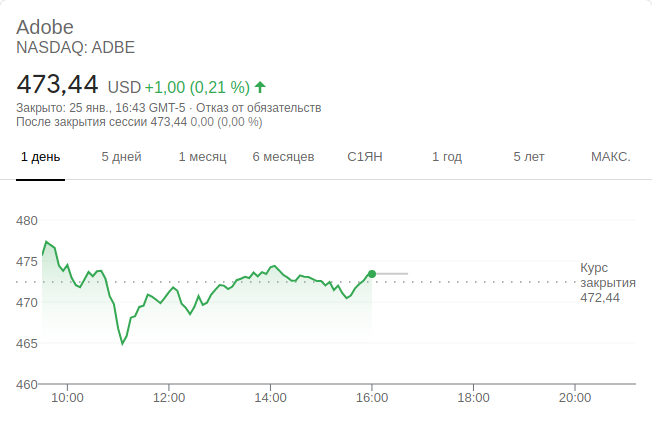 Adobe
NASDAQ: ADBE
473,44 USD +1,00 (0,21 %)
Закрыто: 25 янв., 16:43 GMT-5 · Отказ от обязательств
После закрытия сессии 473,44 0,00 (0,00 %)
1 день 5 дней 1 месяц 6 месяцев С1ЯН 1 год 5 лет МАКС.
480
475
470
465
460
Курс
закрытия
472,44
10:00 12:00 14:00 16:00 18:00 20:00